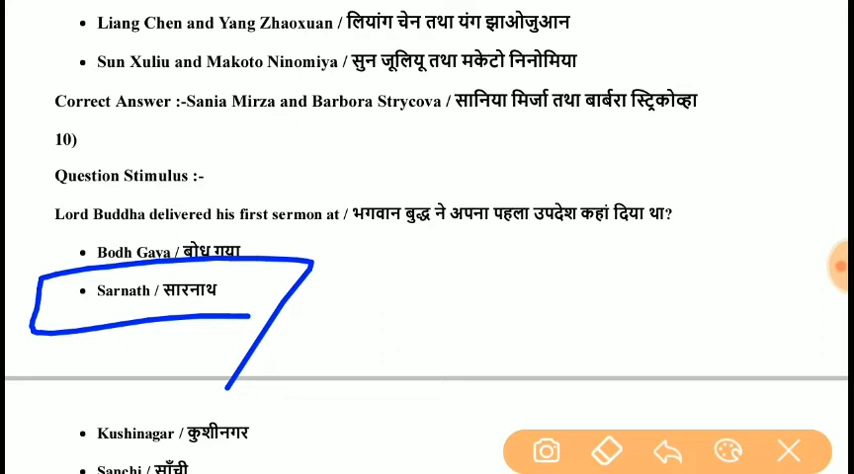 Liang Chen and Yang Zhaoxuan / लियांग चेन तथा यंग झाओजुआन
Sun Xuliu and Makoto Ninomiya / सुन जूलियू तथा मकेटो निनोमिया
Correct Answer :-Sania Mirza and Barbora Strycova / सानिया मिर्जा तथा बार्बरा स्ट्रिकोव्हा
10)
Question Stimulus :-
Lord Buddha delivered his first sermon at / भगवान बुद्ध ने अपना पहला उपदेश कहां दिया था?
Bodh Gaya / बोध गया
Sarnath / सारनाथ
Kushinagar / कुशीनगर
Sanchi / साँची